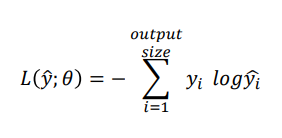 output
size
L(ŷ; θ) = − ∑ yᵢ logŷᵢ
i=1